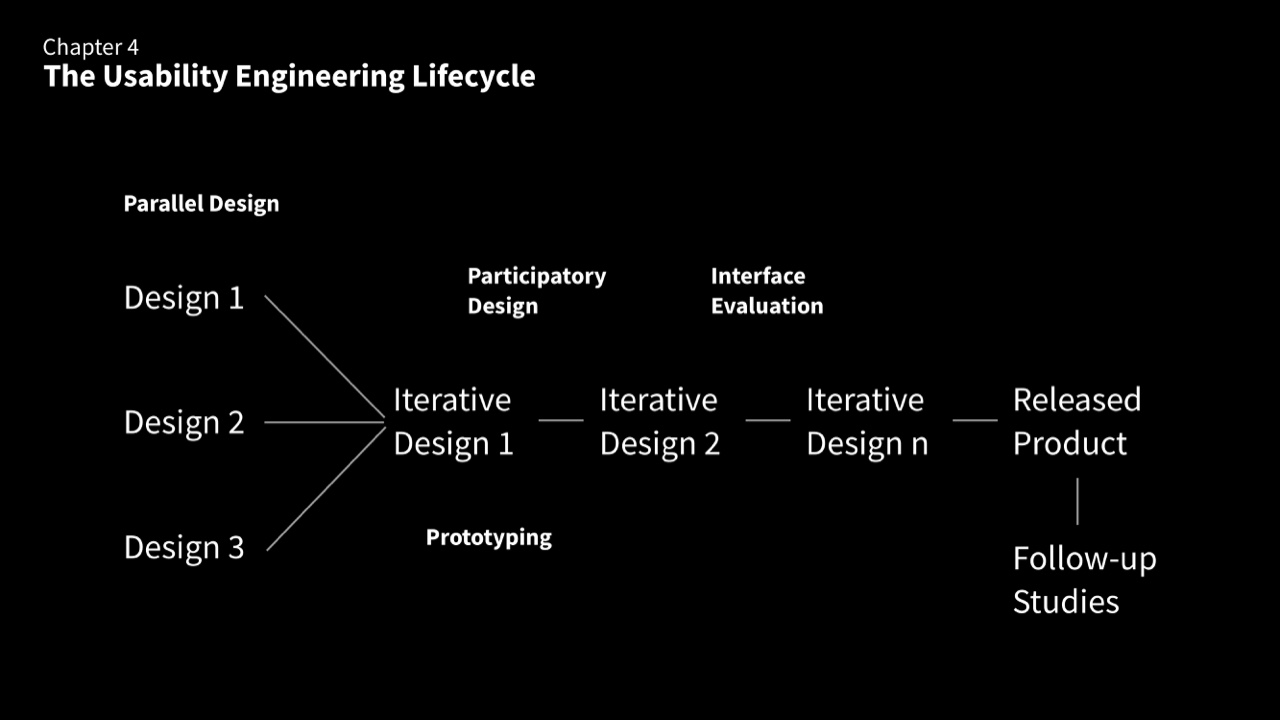 Chapter 4
The Usability Engineering Lifecycle
Parallel Design
Participatory
Design
Interface
Evaluation
Design 1
Design 2
Design 3
Iterative
Design 1
Iterative
Design 2
Iterative
Design n
Released
Product
Prototyping
Follow-up
Studies